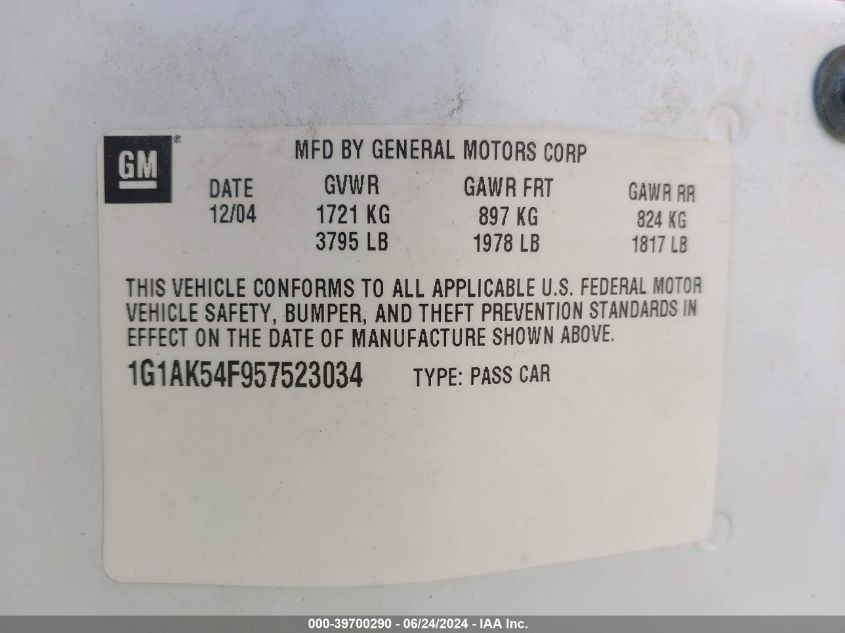 GM®
MFD BY GENERAL MOTORS CORP
DATE GVWR GAWR FRT GAWR RR
12/04 1721 KG 897 KG 824 KG
3795 LB 1978 LB 1817 LB
THIS VEHICLE CONFORMS TO ALL APPLICABLE U.S. FEDERAL MOTOR
VEHICLE SAFETY, BUMPER, AND THEFT PREVENTION STANDARDS IN
EFFECT ON THE DATE OF MANUFACTURE SHOWN ABOVE.
1G1AK54F957523034 TYPE: PASS CAR
000-39700290 - 06/24/2024 - IAA Inc.